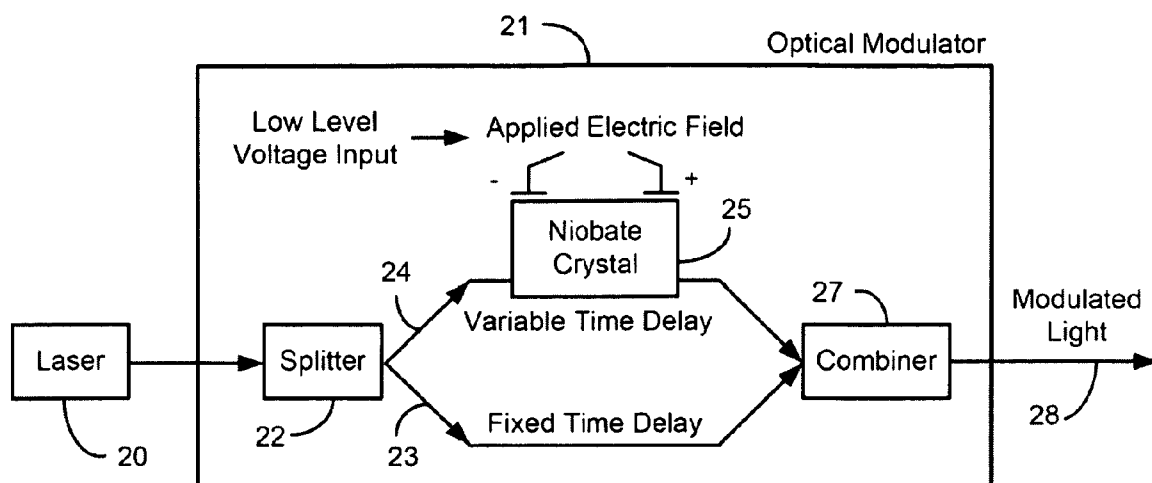 21
Optical Modulator
Low Level
Voltage Input
Applied Electric Field
-
+
Niobate
Crystal
25
24
Variable Time Delay
27
Modulated
Light
Laser
Splitter
Combiner
20
22
23
Fixed Time Delay
28